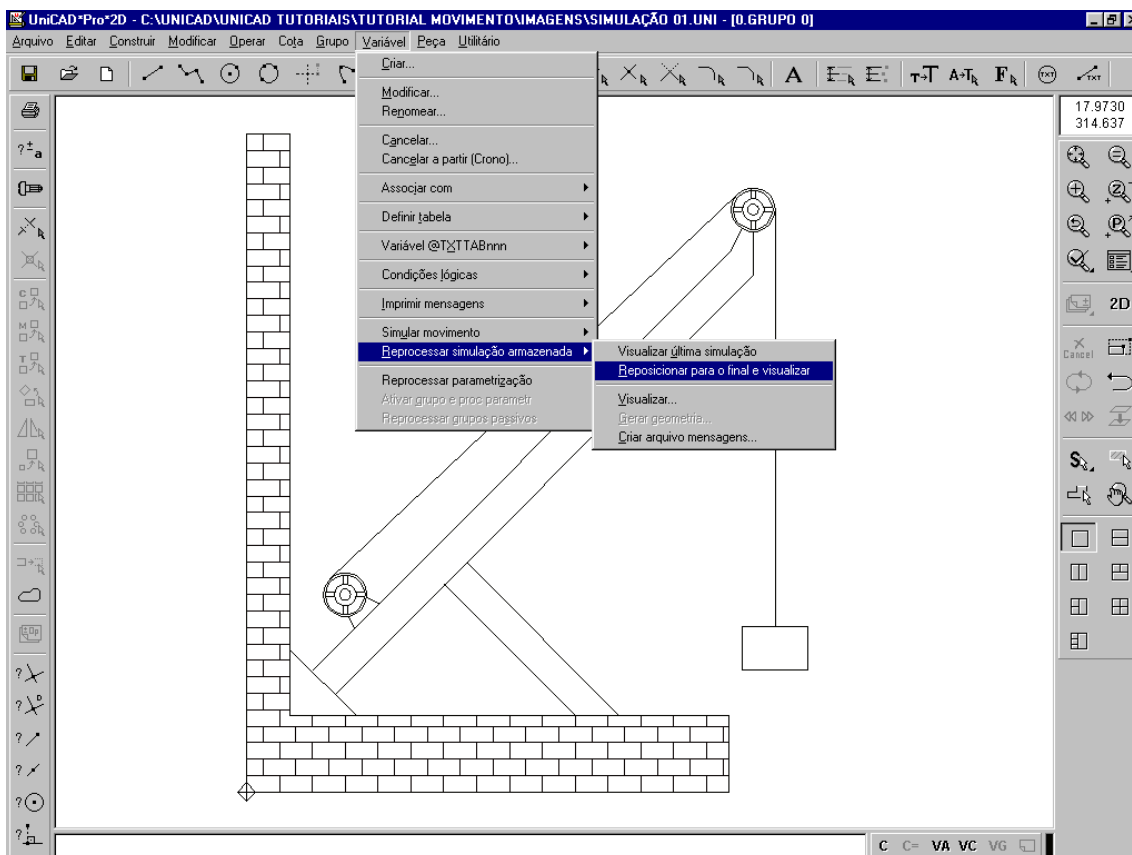 UniCAD*Pro*2D - C:\UNICAD\UNICAD TUTORIAIS\TUTORIAL MOVIMENTO\IMAGENS\SIMULAÇÃO 01.UNI - [0.GRUPO 0]
Arquivo Editar Construir Modificar Operar Cota Grupo Variável Peça Utilitário
Criar...
Modificar...
Renomear...
Cancelar...
Cancelar a partir (Crono)...
Associar com
Definir tabela
Variável @TXTTABnnn
Condições lógicas
Imprimir mensagens
Simular movimento
Reprocessar simulação armazenada
Reprocessar parametrização
Ativar grupo e proc parametr
Reprocessar grupos passivos
Visualizar última simulação
Reposicionar para o final e visualizar
Visualizar...
Gerar geometria...
Criar arquivo mensagens...
17.9730
314.637
2D
Cancel
C C= VA VC VG